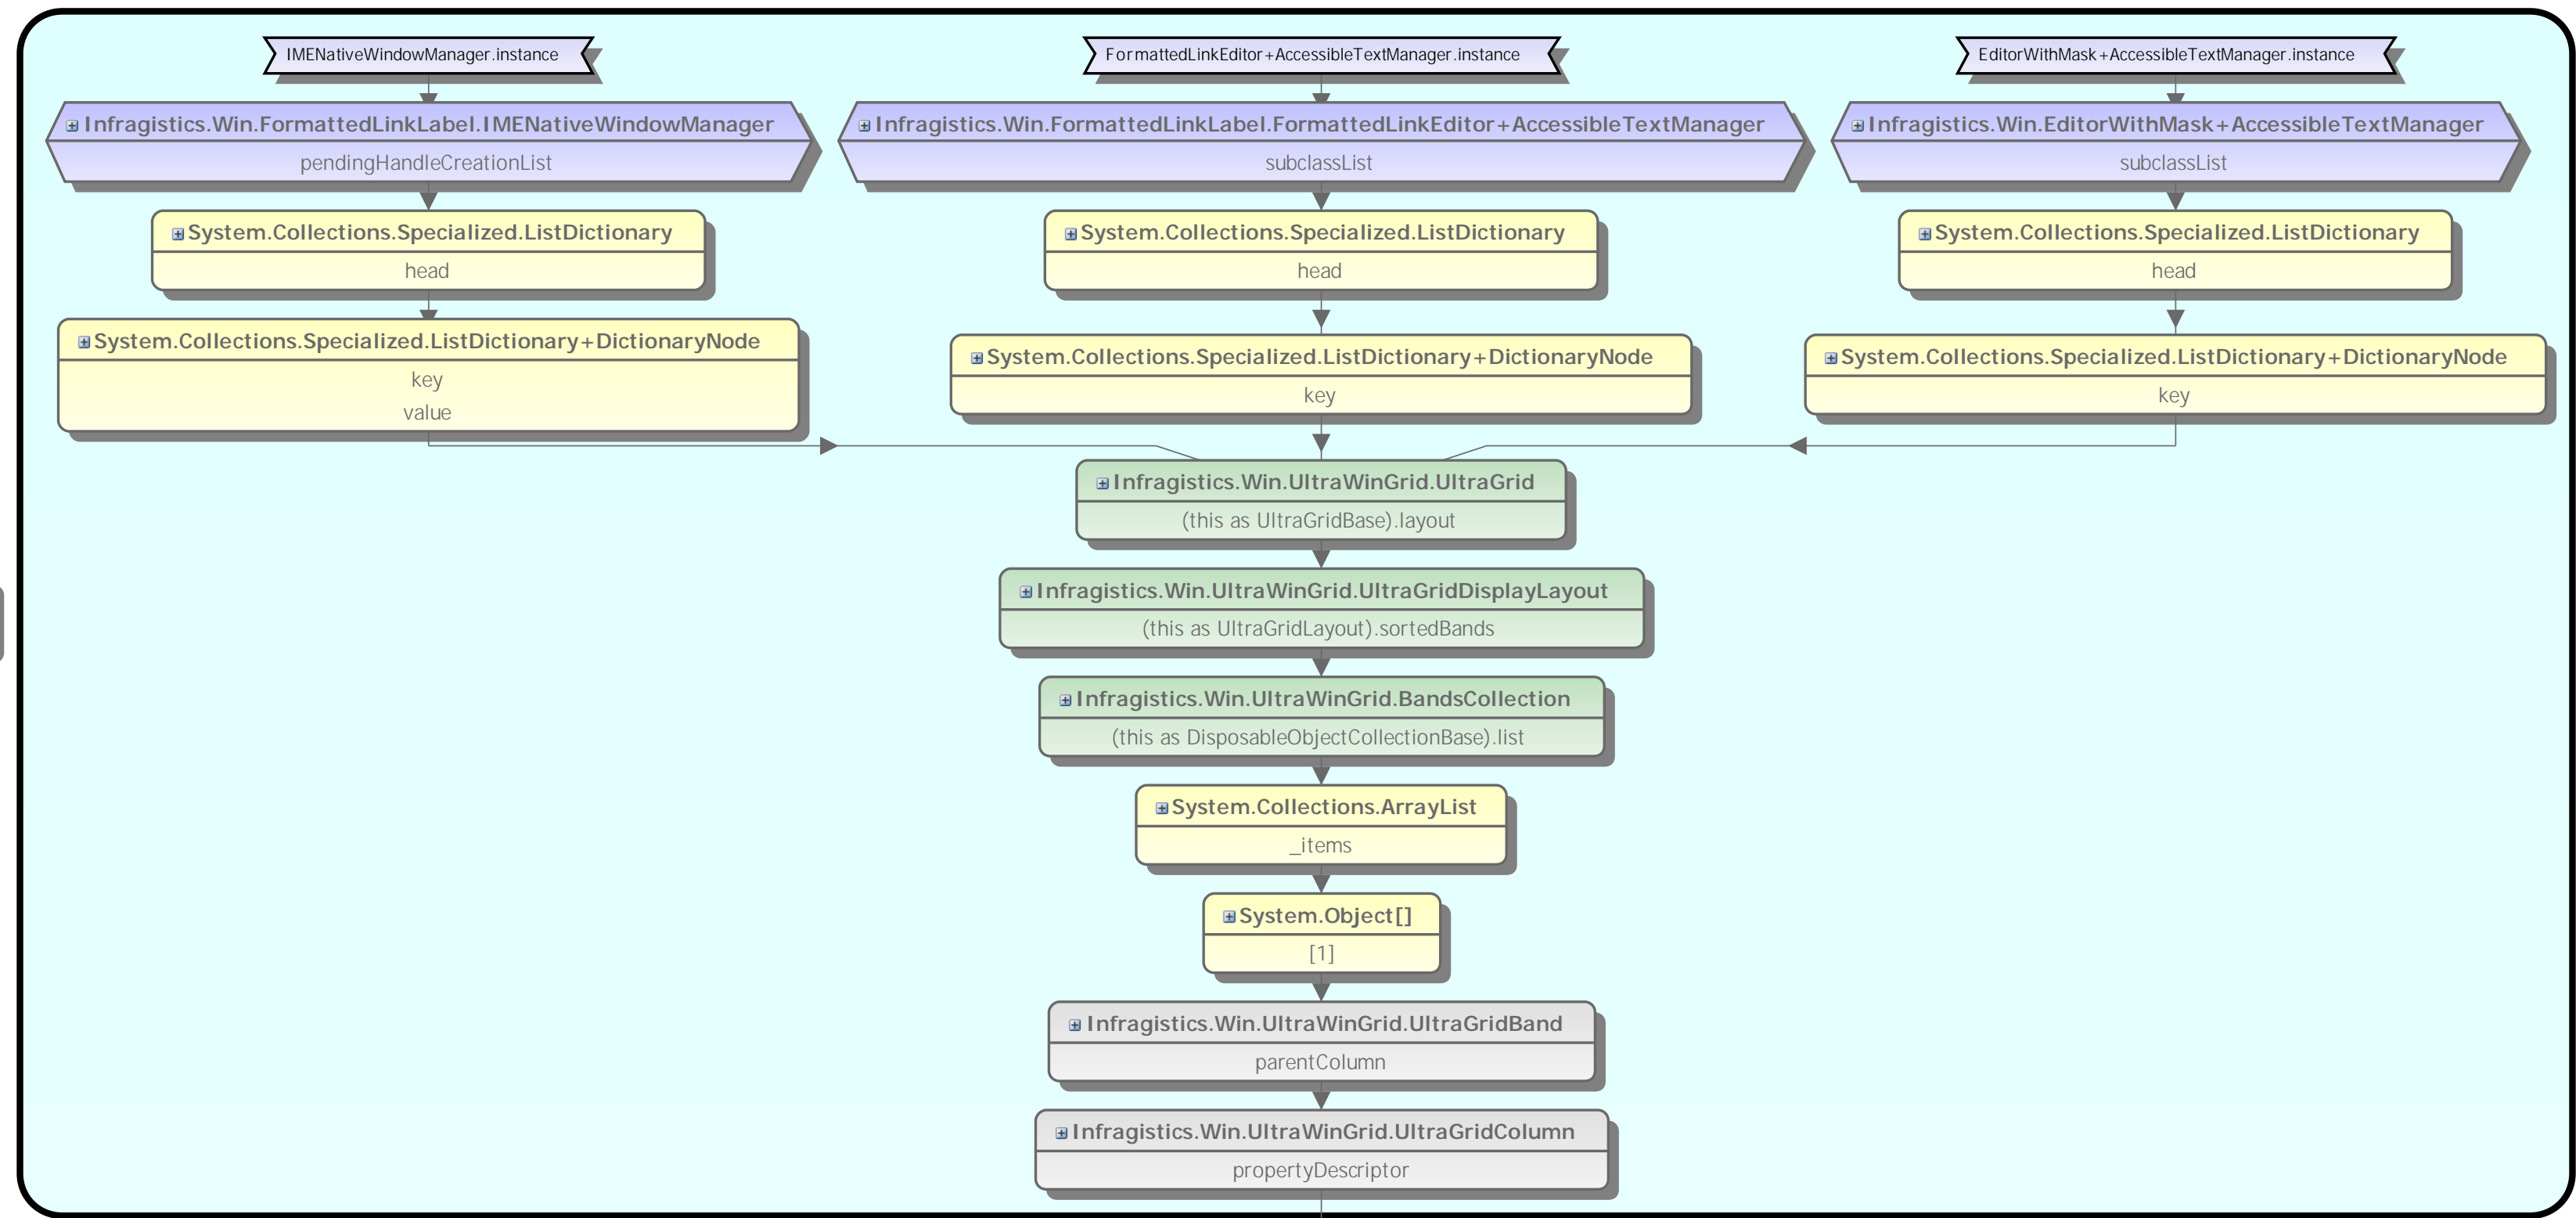 IMENativeWindowManager.instance
FormattedLinkEditor+AccessibleTextManager.instance
EditorWithMask+AccessibleTextManager.instance
Infragistics.Win.FormattedLinkLabel.IMENativeWindowManager
pendingHandleCreationList
Infragistics.Win.FormattedLinkLabel.FormattedLinkEditor+AccessibleTextManager
subclassList
Infragistics.Win.EditorWithMask+AccessibleTextManager
subclassList
System.Collections.Specialized.ListDictionary
head
System.Collections.Specialized.ListDictionary
head
System.Collections.Specialized.ListDictionary
head
System.Collections.Specialized.ListDictionary+DictionaryNode
key
value
System.Collections.Specialized.ListDictionary+DictionaryNode
key
System.Collections.Specialized.ListDictionary+DictionaryNode
key
Infragistics.Win.UltraWinGrid.UltraGrid
(this as UltraGridBase).layout
Infragistics.Win.UltraWinGrid.UltraGridDisplayLayout
(this as UltraGridLayout).sortedBands
Infragistics.Win.UltraWinGrid.BandsCollection
(this as DisposableObjectCollectionBase).list
System.Collections.ArrayList
_items
System.Object[]
[1]
Infragistics.Win.UltraWinGrid.UltraGridBand
parentColumn
Infragistics.Win.UltraWinGrid.UltraGridColumn
propertyDescriptor